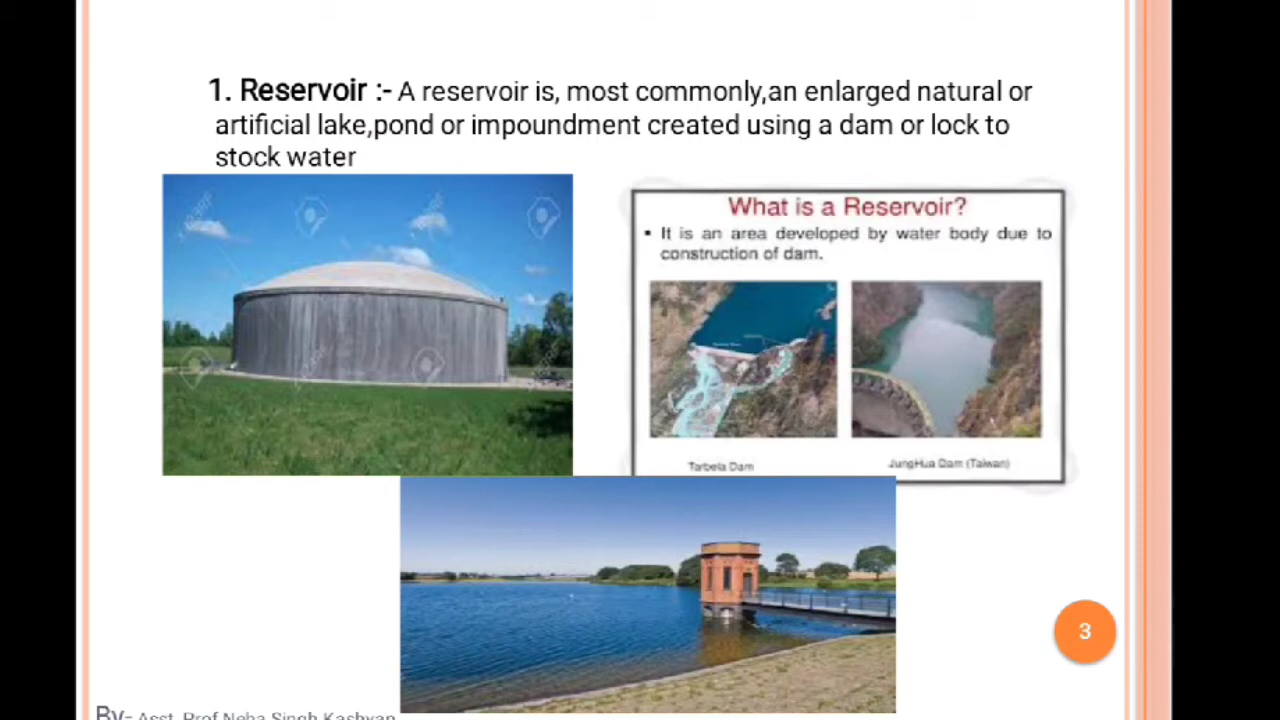 1. Reservoir :- A reservoir is, most commonly,an enlarged natural or
artificial lake,pond or impoundment created using a dam or lock to
stock water
What is a Reservoir?
• It is an area developed by water body due to
construction of dam.
Tarbela Dam
JungHua Dam (Taiwan)
3
By- Asst. Prof Neha Singh Kashyap